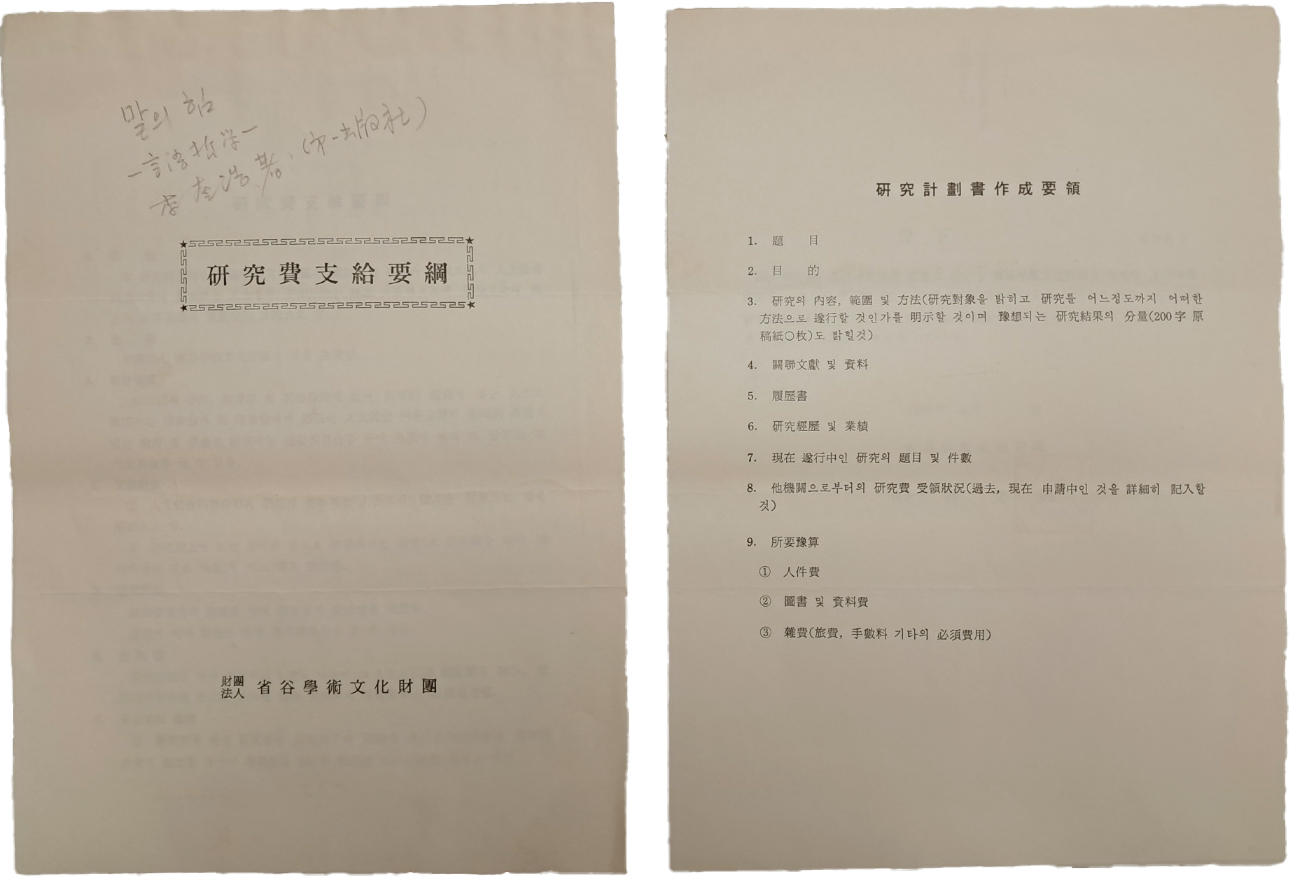 말의 힘
—言語哲学—
李奎浩 著. (第一出版社)
研究費支給要綱
財團法人 省谷學術文化財團
研究計劃書作成要領
1. 題 目
2. 目 的
3. 研究의 內容, 範圍 및 方法(研究對象을 밝히고 研究를 어느정도까지 어떠한
方法으로 遂行할 것인가를 明示할 것이며 豫想되는 研究結果의 分量(200字 原
稿紙○枚)도 밝힐것)
4. 關聯文獻 및 資料
5. 履歷書
6. 研究經歷 및 業績
7. 現在 遂行中인 研究의 題目 및 件數
8. 他機關으로부터의 研究費 受領狀況(過去, 現在 申請中인 것을 詳細히 記入할
것)
9. 所要豫算
① 人件費
② 圖書 및 資料費
③ 雜費(旅費, 手數料 기타의 必須費用)